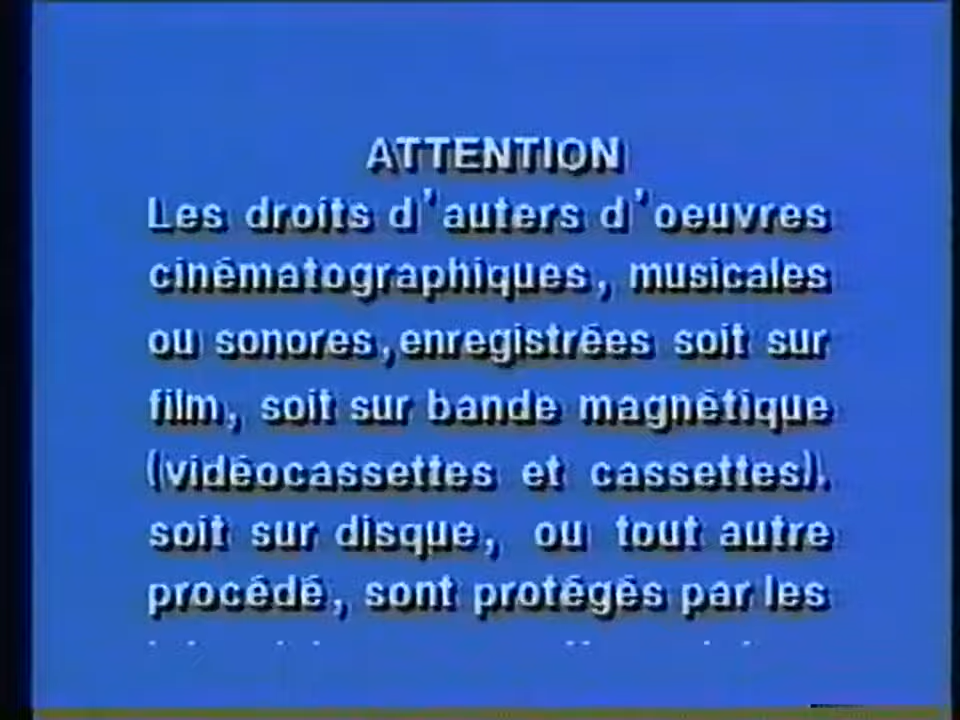 ATTENTION
Les droits d'auters d'oeuvres
cinématographiques, musicales
ou sonores,enregistrées soit sur
film, soit sur bande magnétique
(vidéocassettes et cassettes).
soit sur disque, ou tout autre
procédé, sont protégés par les